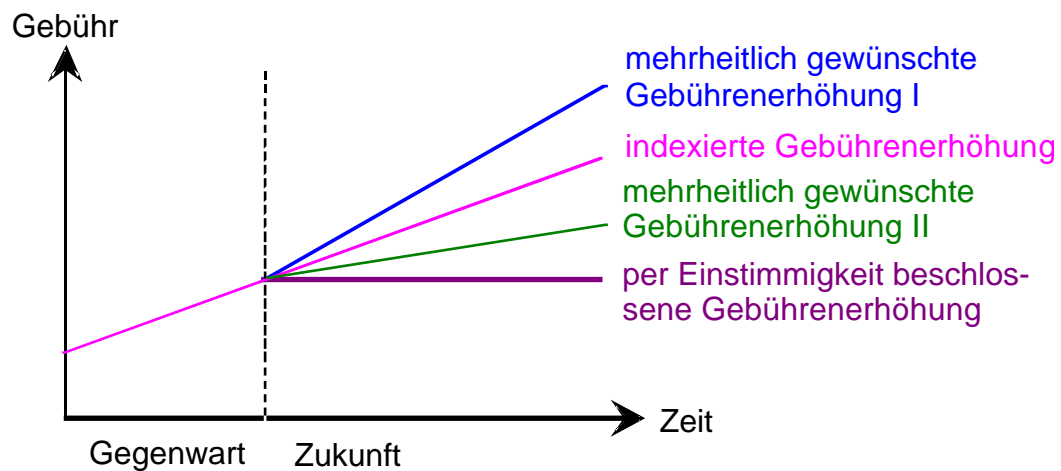 Gebühr
mehrheitlich gewünschte
Gebührenerhöhung I
indexierte Gebührenerhöhung
mehrheitlich gewünschte
Gebührenerhöhung II
per Einstimmigkeit beschlos-
sene Gebührenerhöhung
Zeit
Gegenwart
Zukunft